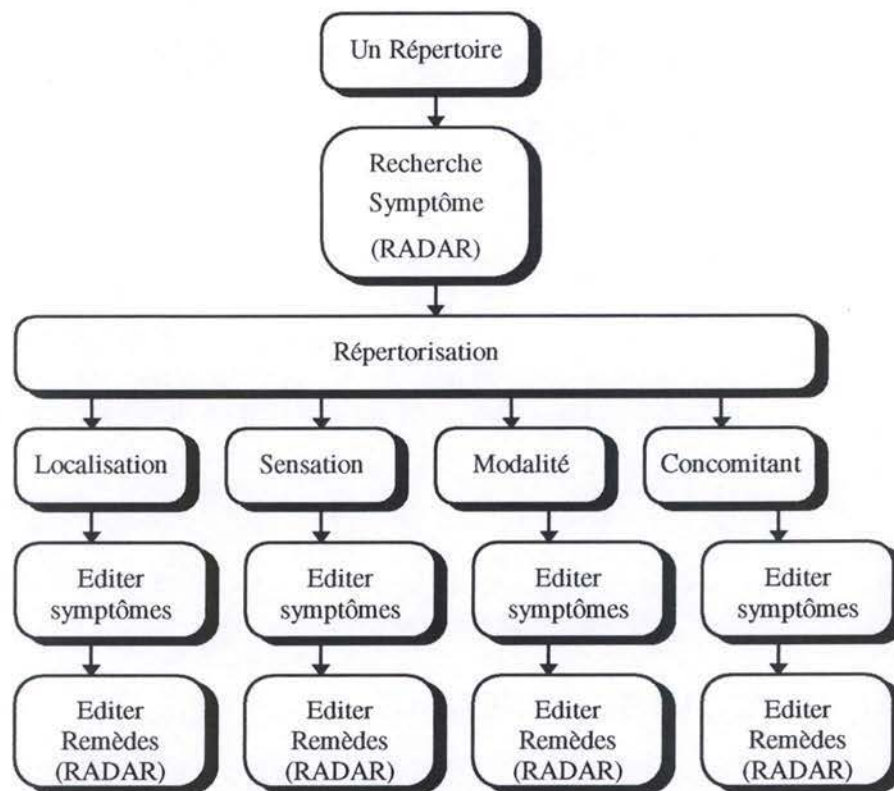 Un Répertoire
Recherche
Symptôme
(RADAR)
Répertorisation
Localisation
Sensation
Modalité
Concomitant
Editer
symptômes
Editer
symptômes
Editer
symptômes
Editer
symptômes
Editer
Remèdes
(RADAR)
Editer
Remèdes
(RADAR)
Editer
Remèdes
(RADAR)
Editer
Remèdes
(RADAR)